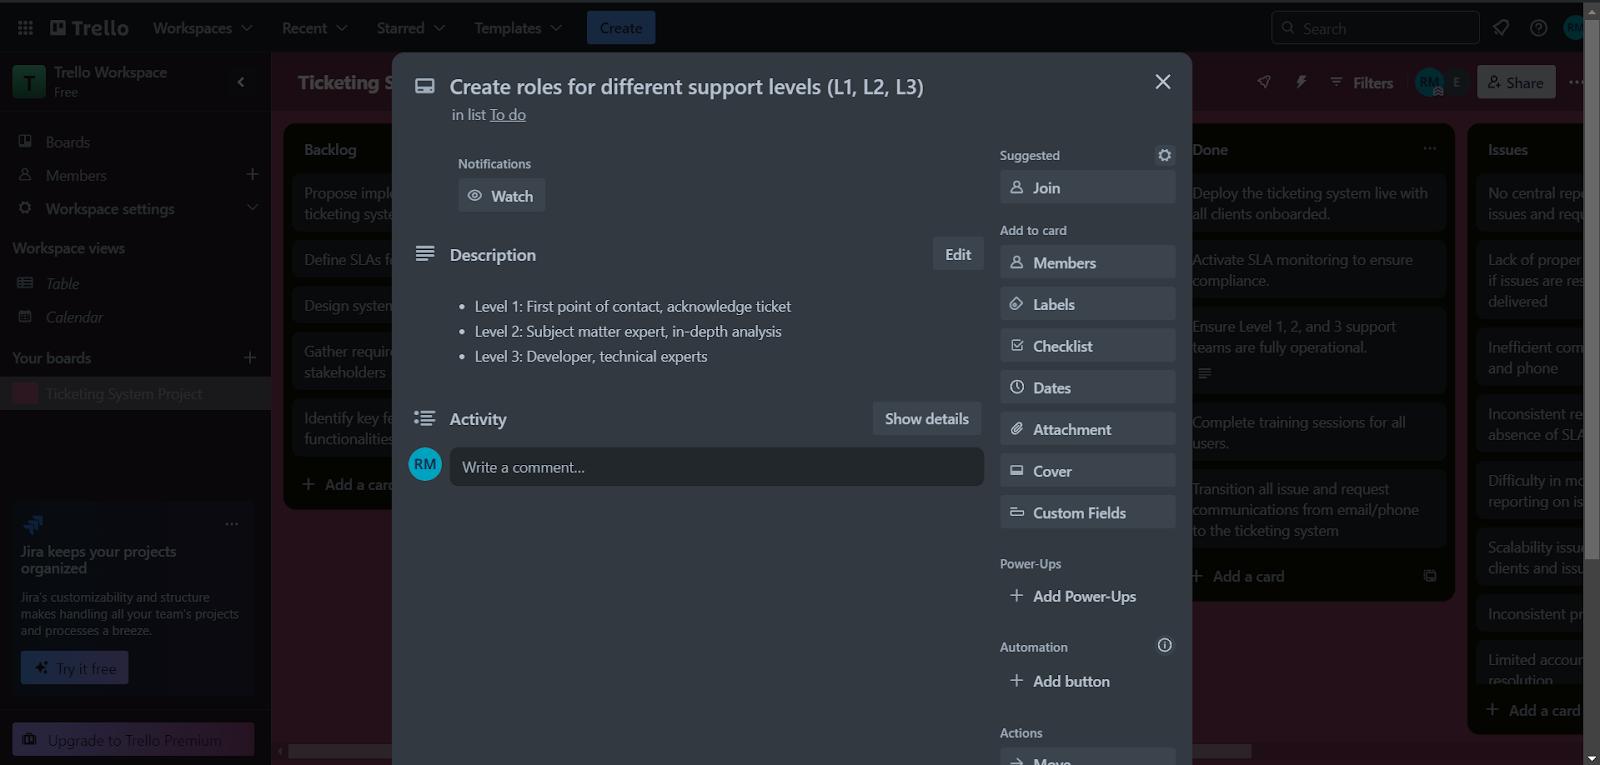 Trello
Workspaces
Recent
Starred
Templates
Create
Search
RM
T
Trello Workspace
Free
Ticketing S
Filters
RM
E
Share
Boards
Members
Workspace settings
Workspace views
Table
Calendar
Your boards
Ticketing System Project
Jira keeps your projects
organized
Jira's customizability and structure
makes handling all your team's projects
and processes a breeze.
Try it free
Upgrade to Trello Premium
Backlog
Propose impl
ticketing syste
Define SLAs f
Design system
Gather requir
stakeholders
Identify key fe
functionalities
Add a card
Create roles for different support levels (L1, L2, L3)
in list To do
Notifications
Watch
Description
Edit
• Level 1: First point of contact, acknowledge ticket
• Level 2: Subject matter expert, in-depth analysis
• Level 3: Developer, technical experts
Activity
Show details
RM
Write a comment...
Suggested
Join
Add to card
Members
Labels
Checklist
Dates
Attachment
Cover
Custom Fields
Power-Ups
Add Power-Ups
Automation
Add button
Actions
Move
Done
Deploy the ticketing system live with
all clients onboarded.
Activate SLA monitoring to ensure
compliance.
Ensure Level 1, 2, and 3 support
teams are fully operational.
Complete training sessions for all
users.
Transition all issue and request
communications from email/phone
to the ticketing system
Add a card
Issues
No central rep
issues and requ
Lack of proper
if issues are res
delivered
Inefficient com
and phone
Inconsistent re
absence of SLA
Difficulty in mo
reporting on is
Scalability issu
clients and issu
Inconsistent pr
Limited accour
resolution
Add a card